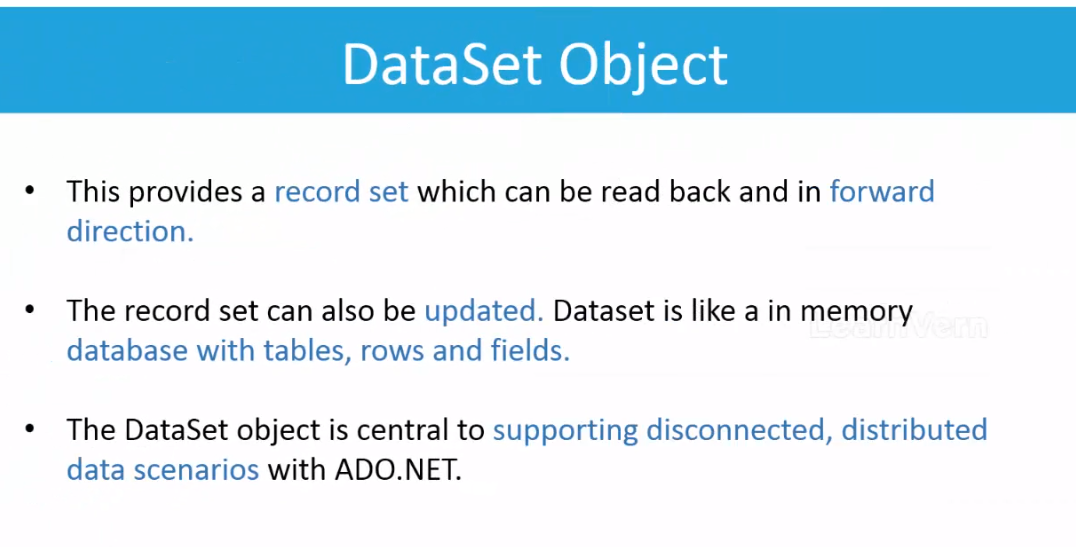 DataSet Object
• This provides a record set which can be read back and in forward
direction.
• The record set can also be updated. Dataset is like a in memory
LearnVern
database with tables, rows and fields.
• The DataSet object is central to supporting disconnected, distributed
data scenarios with ADO.NET.